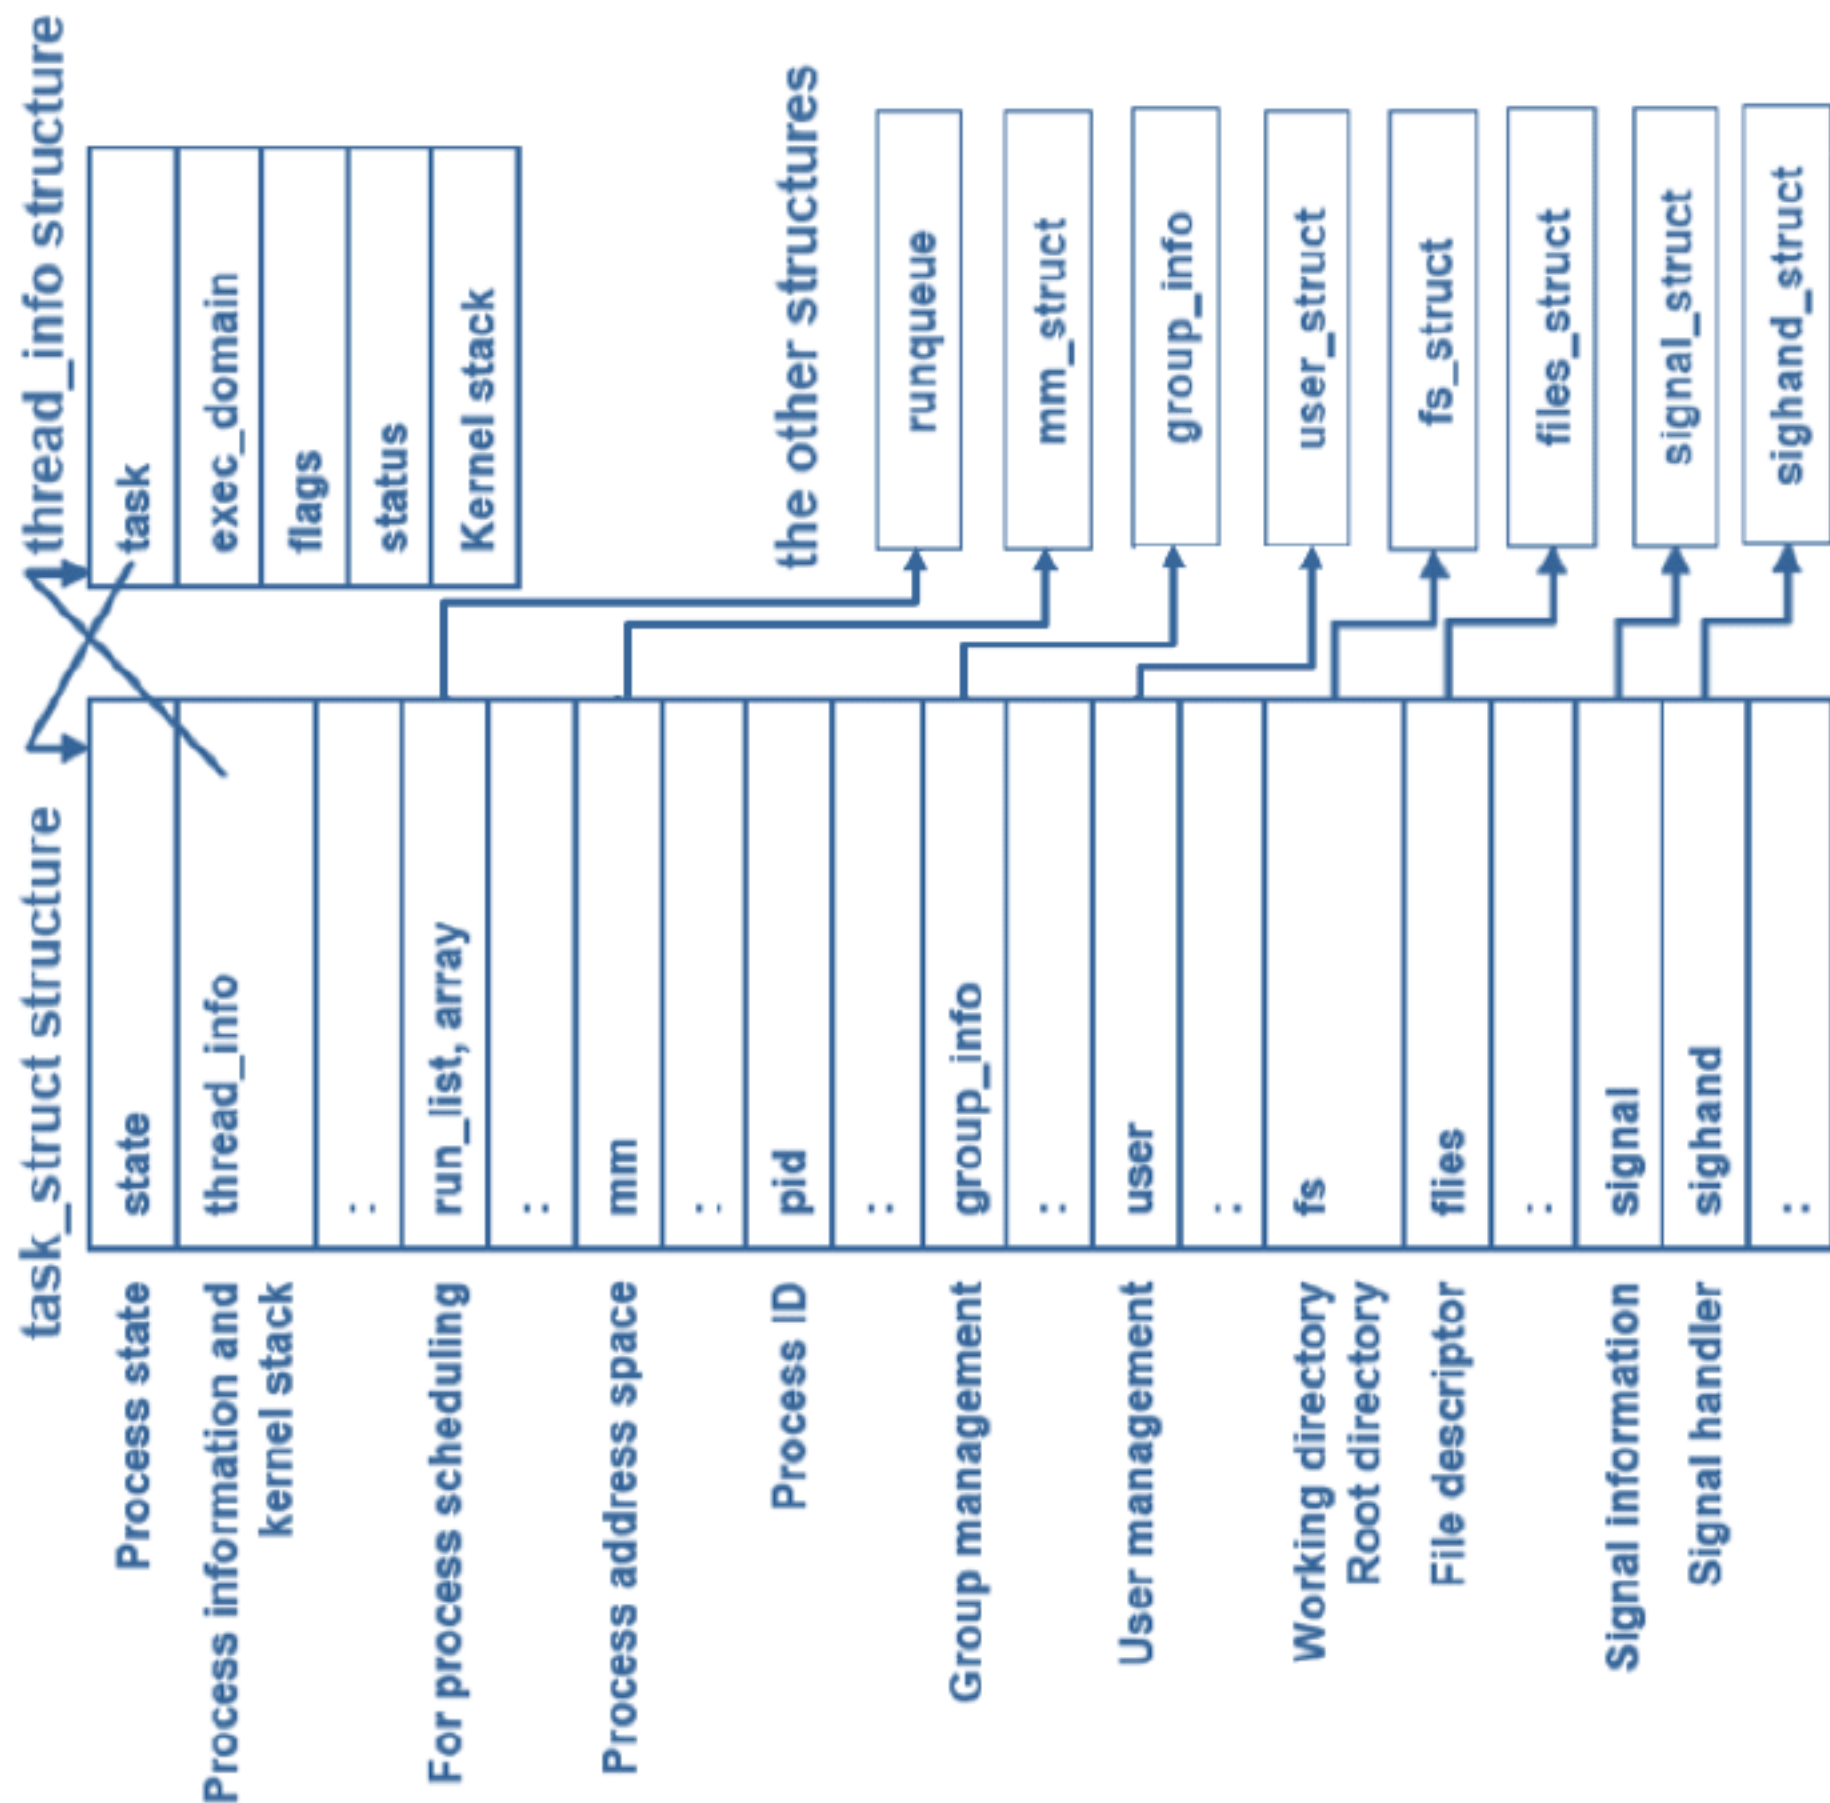 task_struct structure
Process state
state
Process information and
kernel stack
thread_info
:
For process scheduling
run_list, array
:
Process address space
mm
:
Process ID
pid
:
Group management
group_info
:
User management
user
:
Working directory
Root directory
fs
File descriptor
flies
:
Signal information
signal
Signal handler
sighand
:
thread_info structure
task
exec_domain
flags
status
Kernel stack
the other structures
runqueue
mm_struct
group_info
user_struct
fs_struct
files_struct
signal_struct
sighand_struct